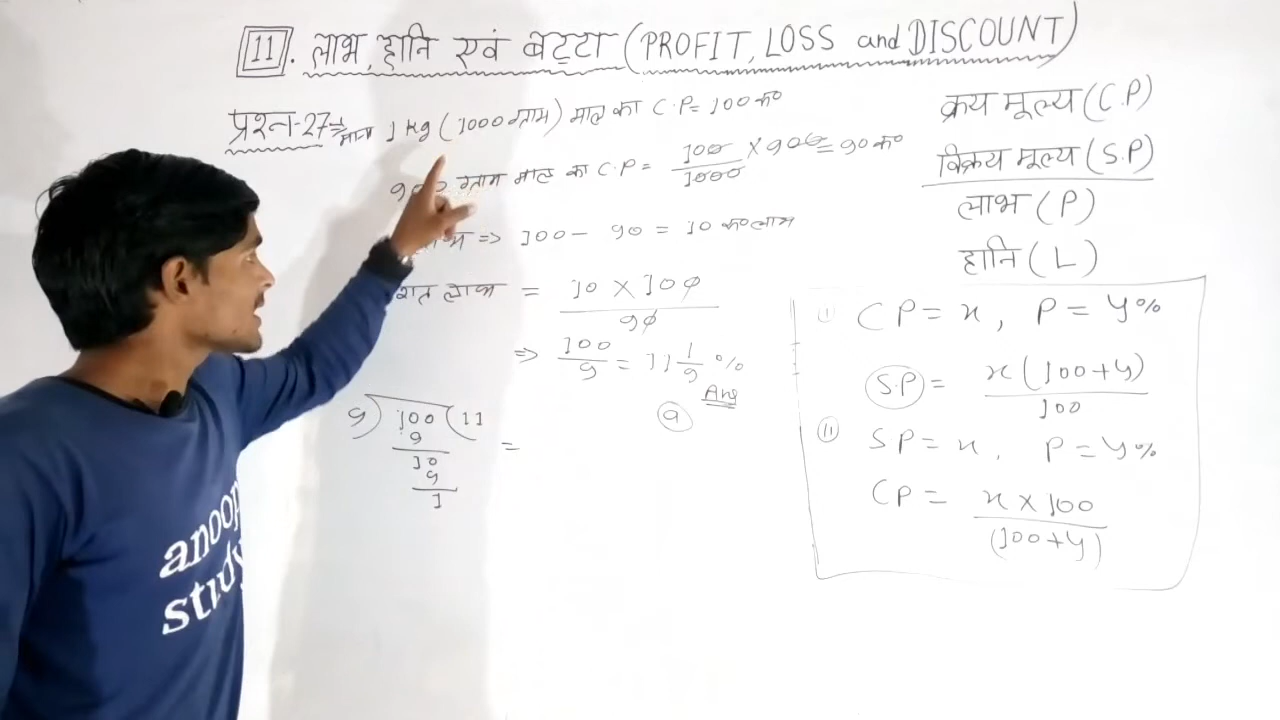 11. लाभ, हानि एवं बट्टा (PROFIT, LOSS and DISCOUNT)
प्रश्न-27⇒ माना 1 kg (1000 ग्राम) माल का C.P = 100 रू०
ग्राम माल का C.P = 100/1000 × 900 = 90 रू०
⇒ 100 - 90 = 10 रू० लाभ
लाभ = 10 × 100 / 90
⇒ 100/9 = 11 1/9 %
Ans
(a)
9) 100 (11 =
9
10
9
1
क्रय मूल्य (C.P)
विक्रय मूल्य (S.P)
लाभ (P)
हानि (L)
(i) CP = x, P = y%
S.P = x(100+y)/100
(ii) SP = x, P = y%
CP = x × 100/(100+y)
anoop
study